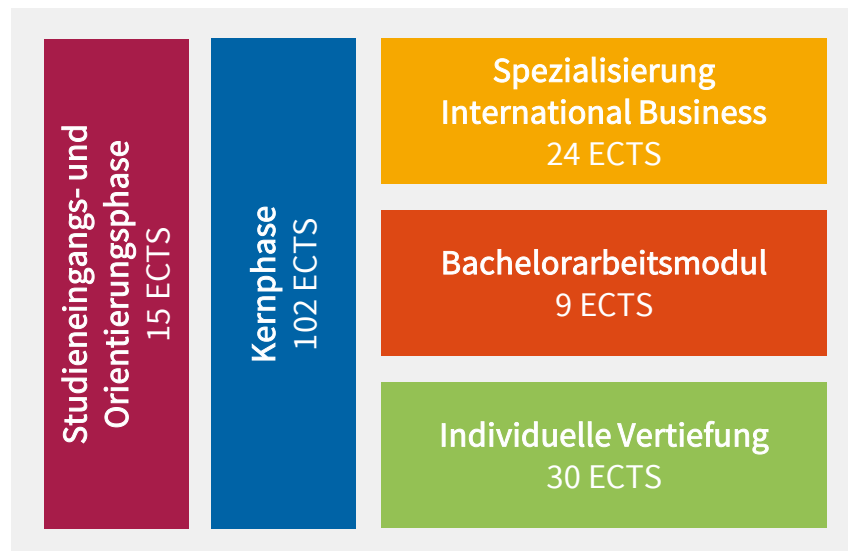 Studieneingangs- und
Orientierungsphase
15 ECTS
Kernphase
102 ECTS
Spezialisierung
International Business
24 ECTS
Bachelorarbeitsmodul
9 ECTS
Individuelle Vertiefung
30 ECTS